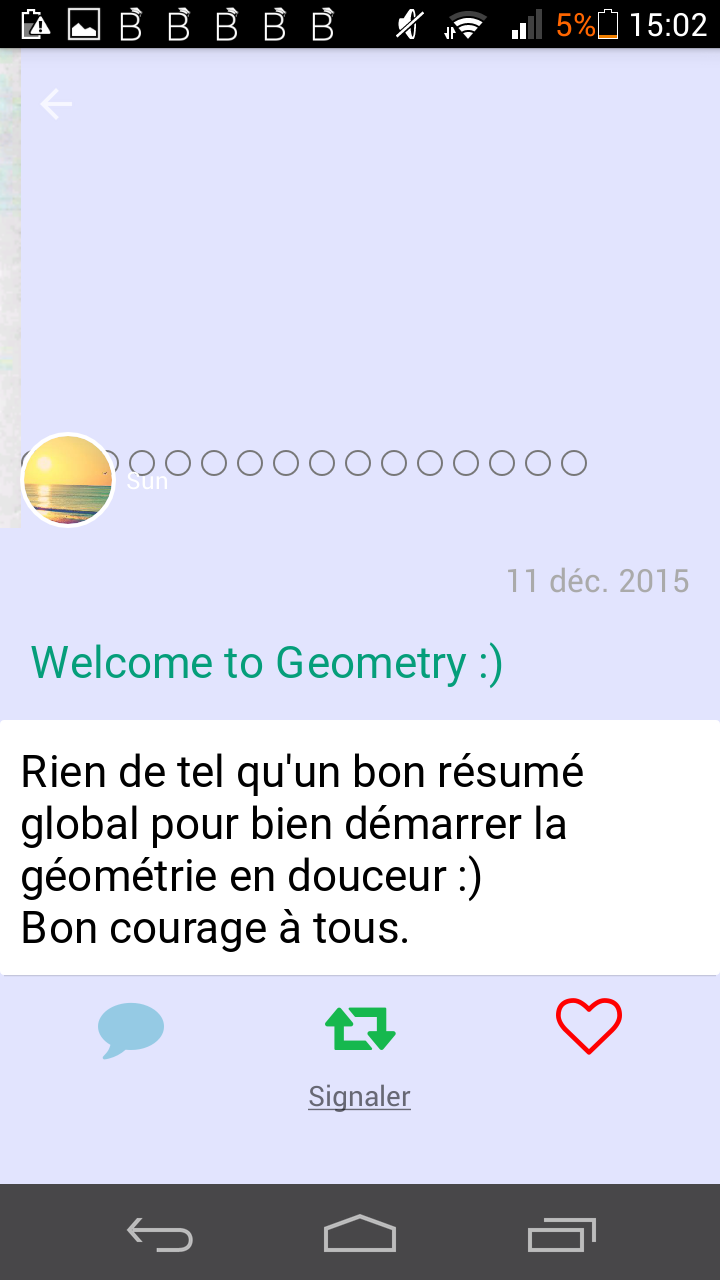 5% 15:02
Sun
11 déc. 2015
Welcome to Geometry :)
Rien de tel qu'un bon résumé
global pour bien démarrer la
géométrie en douceur :)
Bon courage à tous.
Signaler